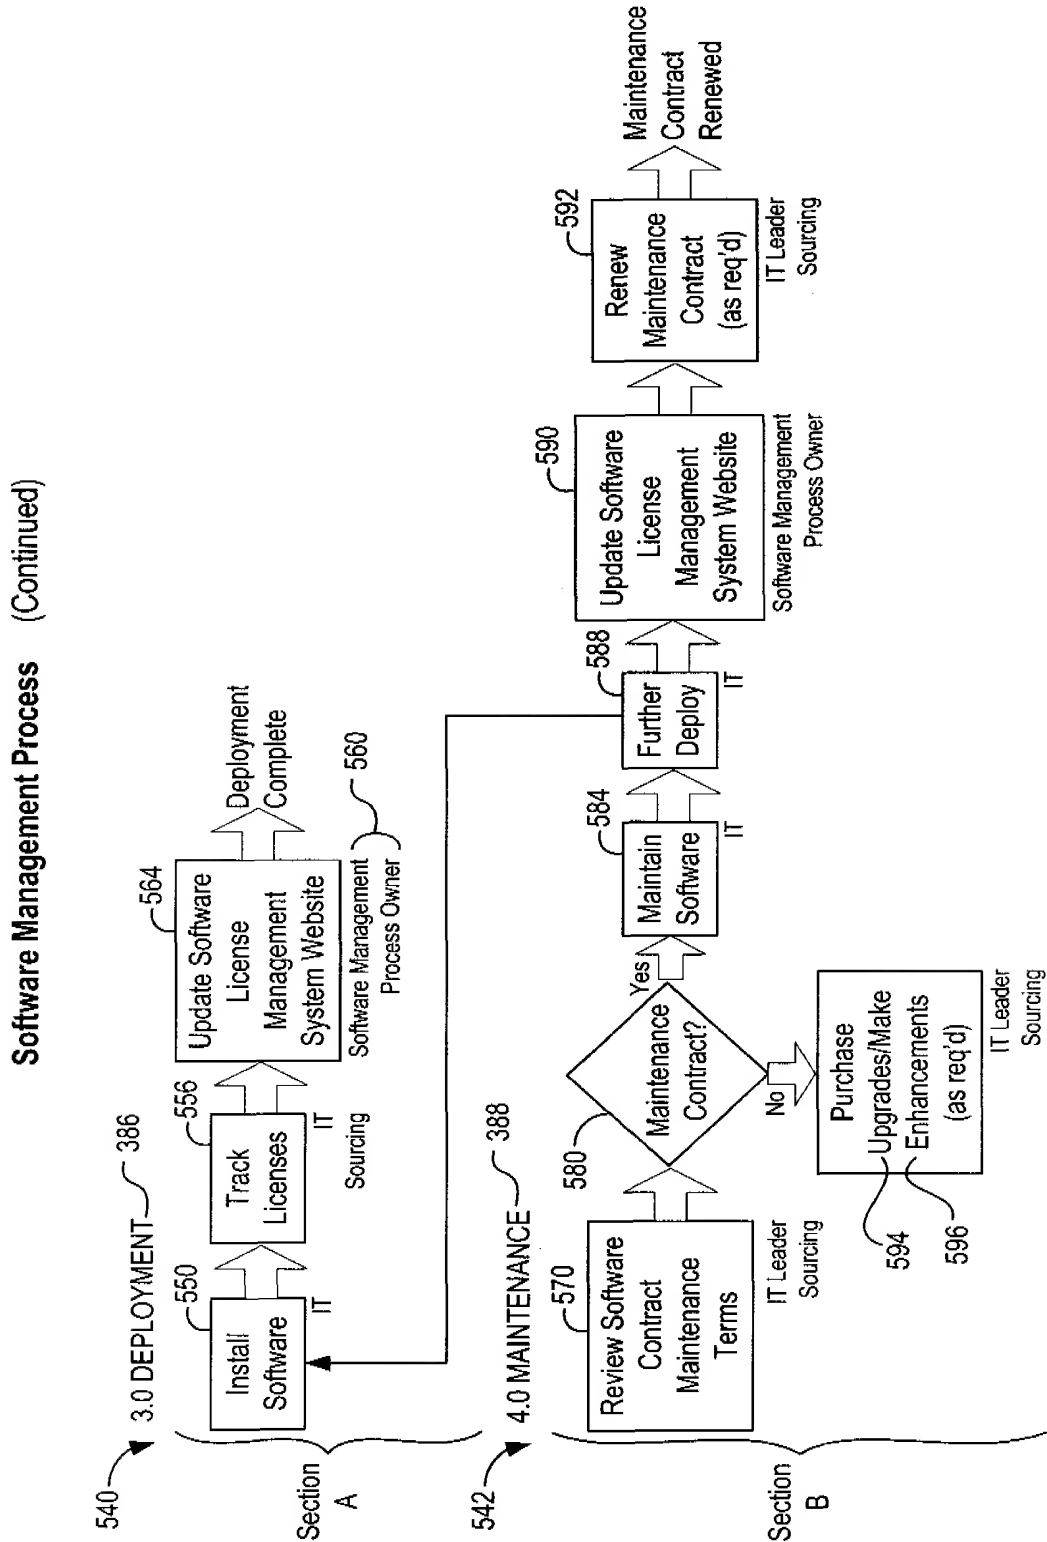 Software Management Process (Continued)
540
3.0 DEPLOYMENT
386
Section
A
550
Install
Software
IT
556
Track
Licenses
IT
Sourcing
564
Update Software
License
Management
System Website
Software Management
Process Owner
560
Deployment
Complete
542
4.0 MAINTENANCE
388
Section
B
570
Review Software
Contract
Maintenance
Terms
IT Leader
Sourcing
580
Maintenance
Contract?
Yes
No
Purchase
Upgrades/Make
Enhancements
(as req'd)
594
596
IT Leader
Sourcing
584
Maintain
Software
IT
588
Further
Deploy
IT
590
Update Software
License
Management
System Website
Software Management
Process Owner
592
Renew
Maintenance
Contract
(as req'd)
IT Leader
Sourcing
Maintenance
Contract
Renewed